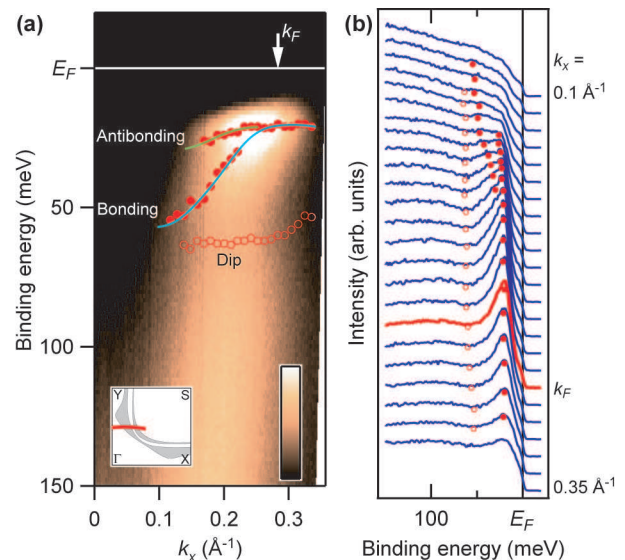 (a)
k_F
E_F
Antibonding
Bonding
Dip
Y
S
Γ
X
0
50
100
150
Binding energy (meV)
0
0.1
0.2
0.3
k_x (Å⁻¹)
(b)
k_x =
0.1 Å⁻¹
k_F
0.35 Å⁻¹
Intensity (arb. units)
100
E_F
Binding energy (meV)